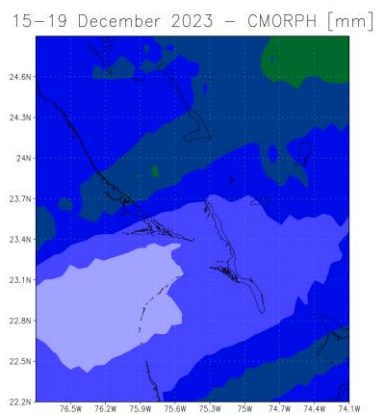 15-19 December 2023 - CMORPH [mm]
24.6N
24.3N
24N
23.7N
23.4N
23.1N
22.8N
22.5N
22.2N
76.5W 76.2W 75.9W 75.6W 75.3W 75W 74.7W 74.4W 74.1W